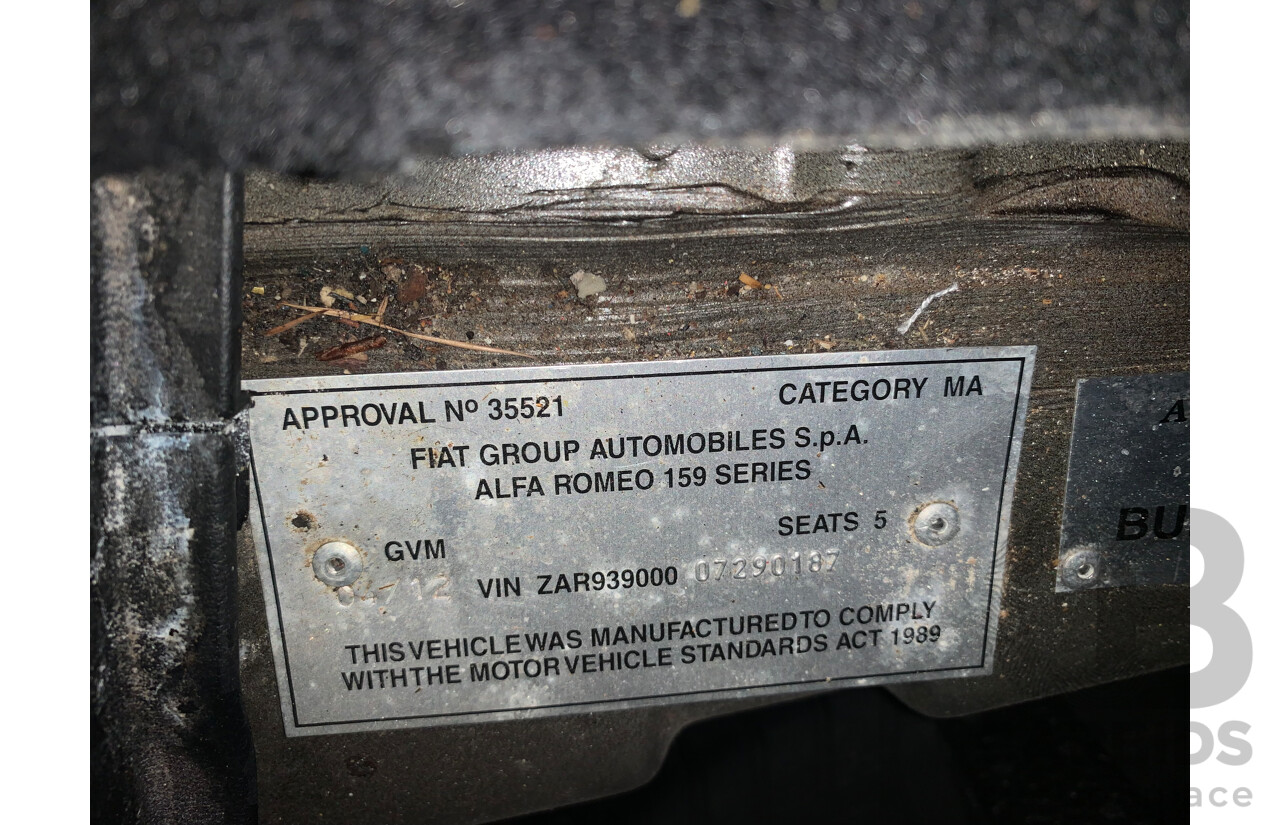 APPROVAL Nº 35521 CATEGORY MA
FIAT GROUP AUTOMOBILES S.p.A.
ALFA ROMEO 159 SERIES
SEATS 5
GVM
VIN ZAR939000 07290187
THIS VEHICLE WAS MANUFACTURED TO COMPLY
WITH THE MOTOR VEHICLE STANDARDS ACT 1989
BU